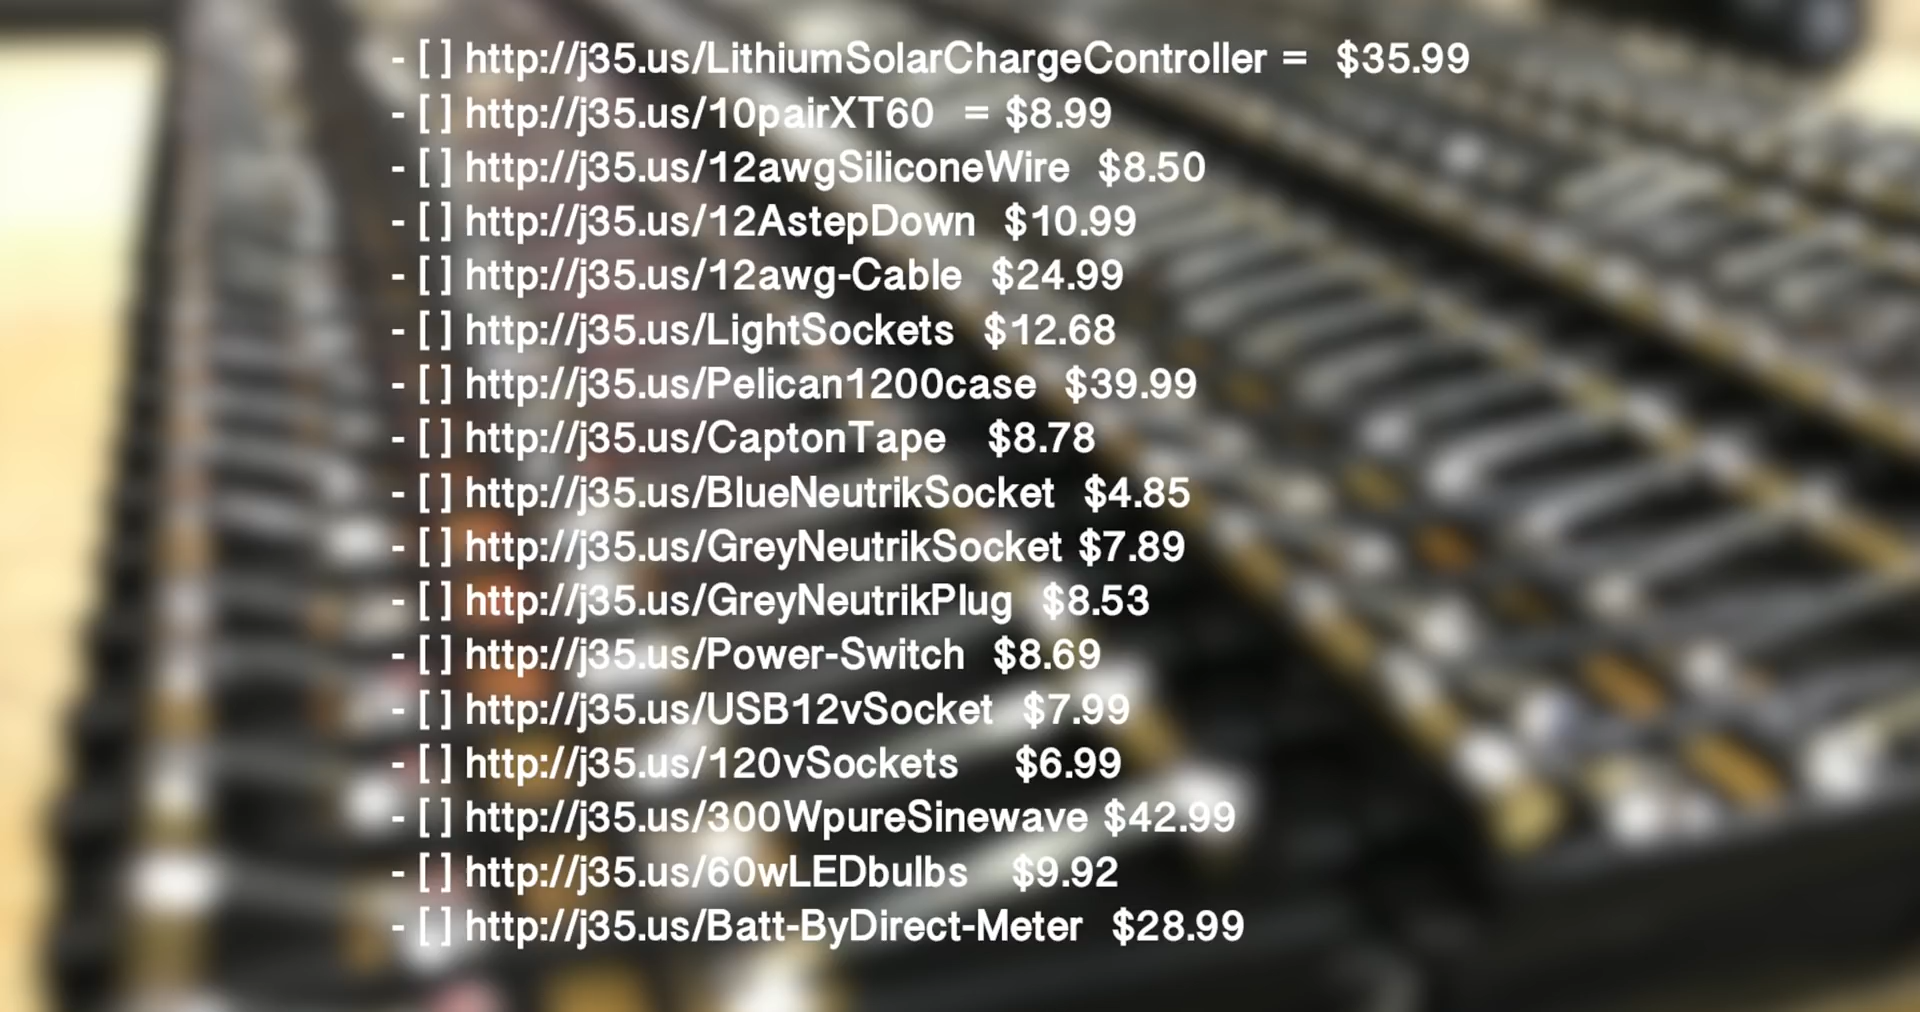 - [ ] http://j35.us/LithiumSolarChargeController = $35.99
- [ ] http://j35.us/10pairXT60 = $8.99
- [ ] http://j35.us/12awgSiliconeWire $8.50
- [ ] http://j35.us/12AstepDown $10.99
- [ ] http://j35.us/12awg-Cable $24.99
- [ ] http://j35.us/LightSockets $12.68
- [ ] http://j35.us/Pelican1200case $39.99
- [ ] http://j35.us/CaptonTape $8.78
- [ ] http://j35.us/BlueNeutrikSocket $4.85
- [ ] http://j35.us/GreyNeutrikSocket $7.89
- [ ] http://j35.us/GreyNeutrikPlug $8.53
- [ ] http://j35.us/Power-Switch $8.69
- [ ] http://j35.us/USB12vSocket $7.99
- [ ] http://j35.us/120vSockets $6.99
- [ ] http://j35.us/300WpureSinewave $42.99
- [ ] http://j35.us/60wLEDbulbs $9.92
- [ ] http://j35.us/Batt-ByDirect-Meter $28.99